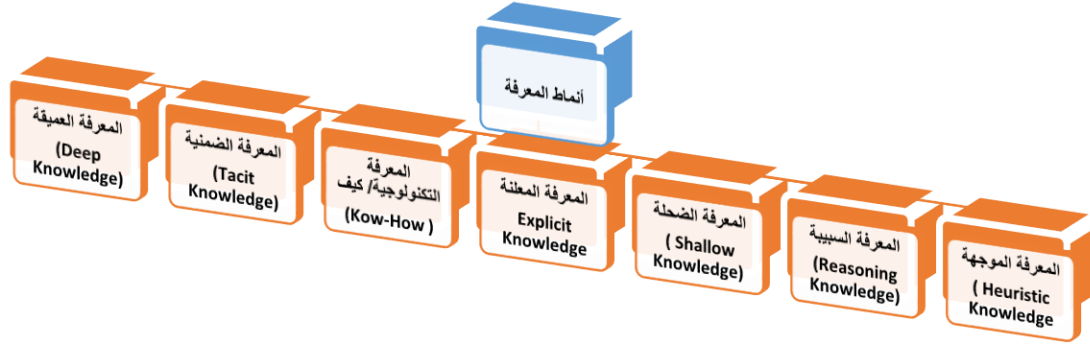 أنماط المعرفة
المعرفة العميقة
(Deep
Knowledge)
المعرفة الضمنية
(Tacit
Knowledge)
المعرفة
التكنولوجية/ كيف
(Kow-How )
المعرفة المعلنة
Explicit
Knowledge
المعرفة الضحلة
( Shallow
Knowledge)
المعرفة السببية
(Reasoning
Knowledge)
المعرفة الموجهة
( Heuristic
Knowledge